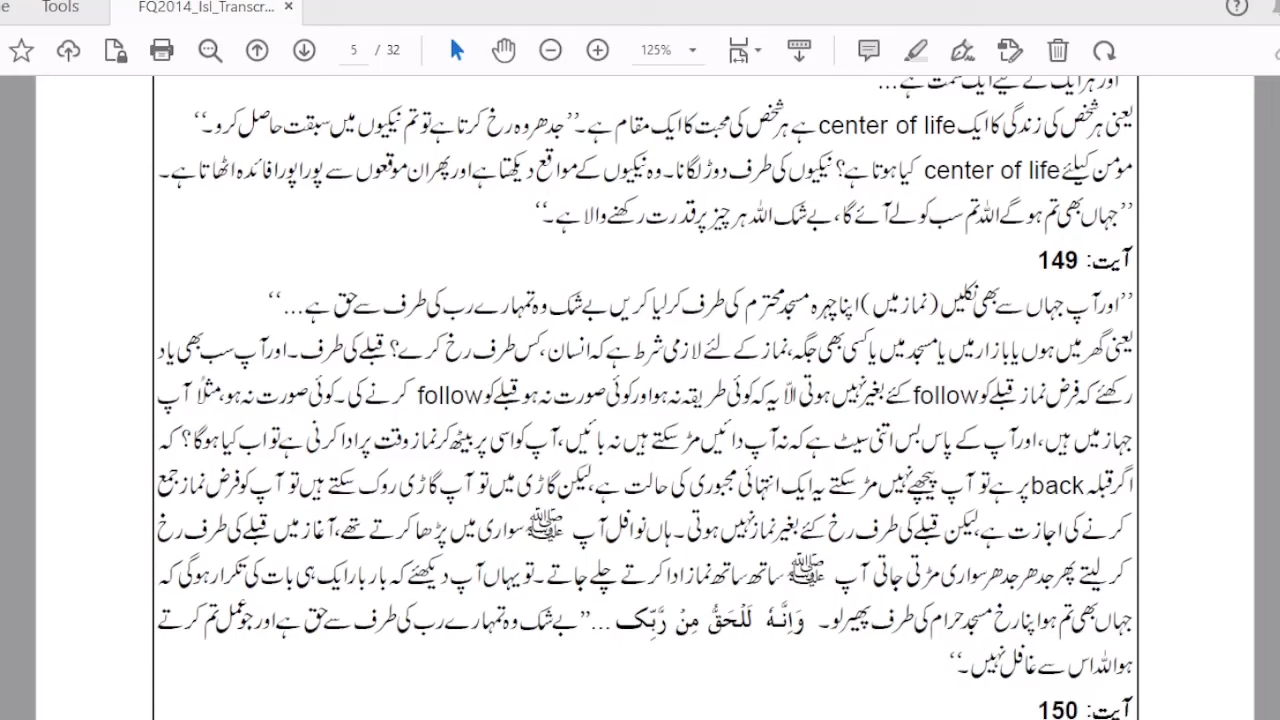 Tools
FQ2014_Isl_Transcr... ×
5 / 32
125%
اور ہر ایک کے لیے ایک سمت ہے...
یعنی ہر شخص کی زندگی کا ایک center of life ہے ہر شخص کی محبت کا ایک مقام ہے۔’’جدھر وہ رخ کرتا ہے تو تم نیکیوں میں سبقت حاصل کرو۔‘‘
مومن کیلئے center of life کیا ہوتا ہے؟ نیکیوں کی طرف دوڑ لگانا۔ وہ نیکیوں کے مواقع دیکھتا ہے اور پھر ان موقعوں سے پورا پورا فائدہ اٹھاتا ہے۔
’’جہاں بھی تم ہو گے اللہ تم سب کو لے آئے گا، بے شک اللہ ہر چیز پر قدرت رکھنے والا ہے۔‘‘
آیت: 149
’’اور آپ جہاں سے بھی نکلیں (نماز میں) اپنا چہرہ مسجد محترم کی طرف کر لیا کریں بے شک وہ تمہارے رب کی طرف سے حق ہے...‘‘
یعنی گھر میں ہوں یا بازار میں یا مسجد میں یا کسی بھی جگہ، نماز کے لئے لازمی شرط ہے کہ انسان، کس طرف رخ کرے؟ قبلے کی طرف۔ اور آپ سب بھی یاد
رکھئے کہ فرض نماز قبلے کو follow کئے بغیر نہیں ہوتی الاّ یہ کہ کوئی طریقہ نہ ہو اور کوئی صورت نہ ہو قبلے کو follow کرنے کی۔ کوئی صورت نہ ہو، مثلاً آپ
جہاز میں ہیں، اور آپ کے پاس بس اتنی سیٹ ہے کہ نہ آپ دائیں مڑ سکتے ہیں نہ بائیں، آپ کو اسی پر بیٹھ کر نماز وقت پر ادا کرنی ہے تو اب کیا ہوگا؟ کہ
اگر قبلہ back پر ہے تو آپ پیچھے نہیں مڑ سکتے یہ ایک انتہائی مجبوری کی حالت ہے، لیکن گاڑی میں تو آپ گاڑی روک سکتے ہیں تو آپ کو فرض نماز جمع
کرنے کی اجازت ہے، لیکن قبلے کی طرف رخ کئے بغیر نماز نہیں ہوتی۔ ہاں نوافل آپ ﷺ سواری میں پڑھا کرتے تھے، آغاز میں قبلے کی طرف رخ
کر لیتے پھر جدھر جدھر سواری مڑتی جاتی آپ ﷺ ساتھ ساتھ نماز ادا کرتے چلے جاتے۔ تو یہاں آپ دیکھئے کہ بار بار ایک ہی بات کی تکرار ہوگی کہ
جہاں بھی تم ہو اپنا رخ مسجد حرام کی طرف پھیر لو۔ وَاِنَّهٗ لَلْحَقُّ مِنْ رَّبِّکَ ...’’بے شک وہ تمہارے رب کی طرف سے حق ہے اور جو عمل تم کرتے
ہو اللہ اس سے غافل نہیں۔‘‘
آیت: 150